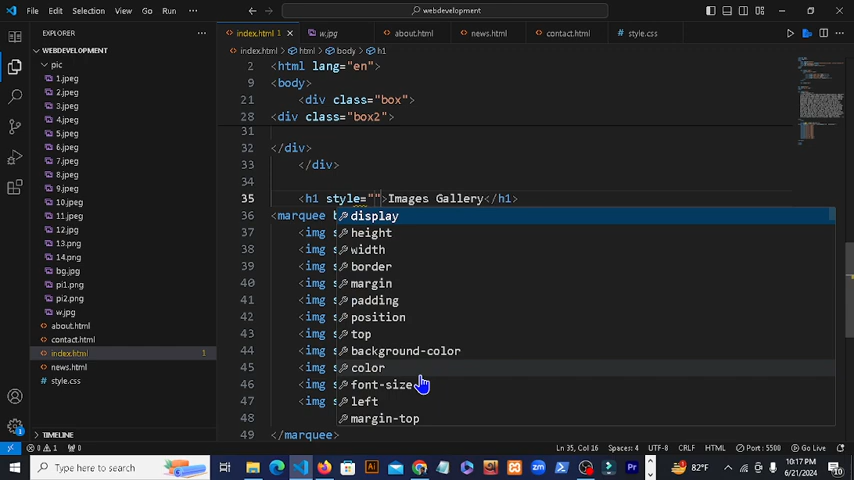 File Edit Selection View Go Run ··· webdevelopment
EXPLORER ···
index.html 1 w.jpg about.html news.html contact.html style.css
index.html > html > body > h1
WEBDEVELOPMENT
pic
1.jpeg
2.jpeg
3.jpeg
4.jpeg
5.jpeg
6.jpeg
7.jpeg
8.jpeg
9.jpeg
10.jpeg
11.jpeg
12.jpeg
13.png
14.png
bg.jpg
pi1.png
pi2.png
w.jpg
about.html
contact.html
index.html 1
news.html
style.css
TIMELINE
2 <html lang="en">
9 <body>
21 <div class="box">
24 <div class="box2">
31
32 </div>
33 </div>
34
35 <h1 style="">Images Gallery</h1>
36 <marquee b
37 <img s
38 <img s
39 <img s
40 <img s
41 <img s
42 <img s
43 <img s
44 <img s
45 <img s
46 <img s
47 <img s
48
49 </marquee>
display
height
width
border
margin
padding
position
top
background-color
color
font-size
left
margin-top
0 1 0 Ln 35, Col 16 Spaces: 4 UTF-8 CRLF HTML Port : 5500 Go Live
Type here to search 82°F 10:17 PM
6/21/2024